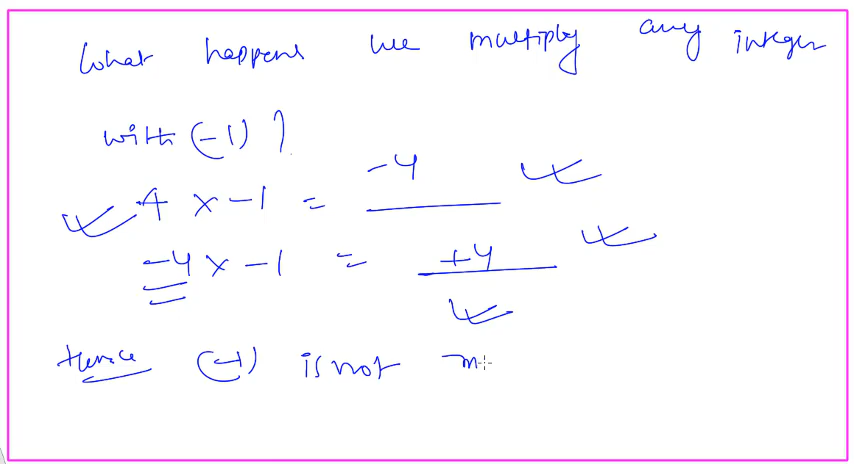 What happens we multiply any integer
with (-1) ?
4 x -1 = -4
-4 x -1 = +4
Hence (-1) is not m